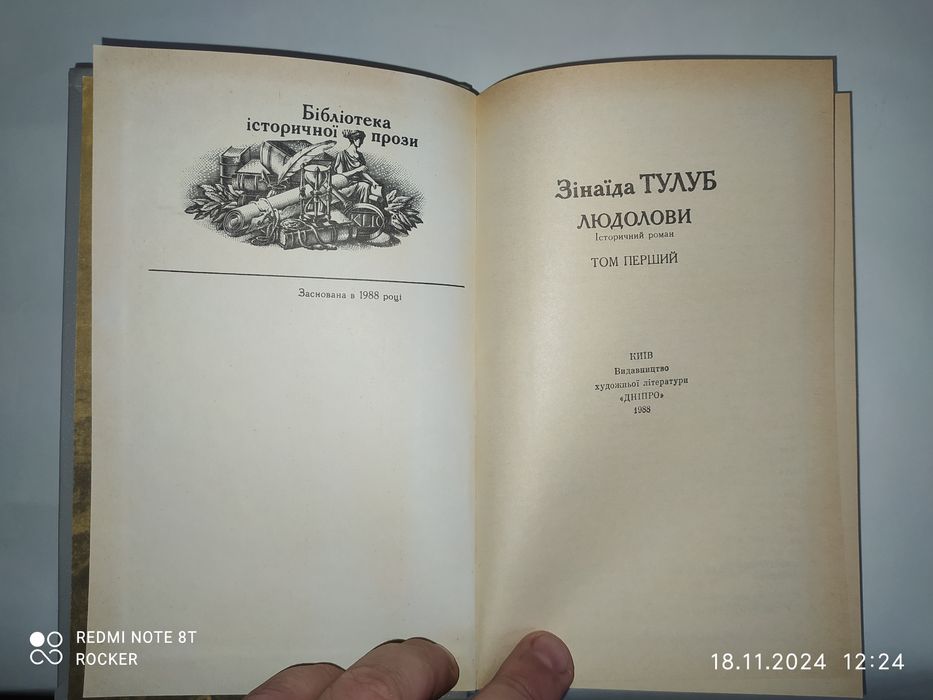 Бібліотека
історичної прози
Заснована в 1988 році
Зінаїда ТУЛУБ
ЛЮДОЛОВИ
Історичний роман
ТОМ ПЕРШИЙ
КИЇВ
Видавництво
художньої літератури
«ДНІПРО»
1988
REDMI NOTE 8T
ROCKER
18.11.2024 12:24